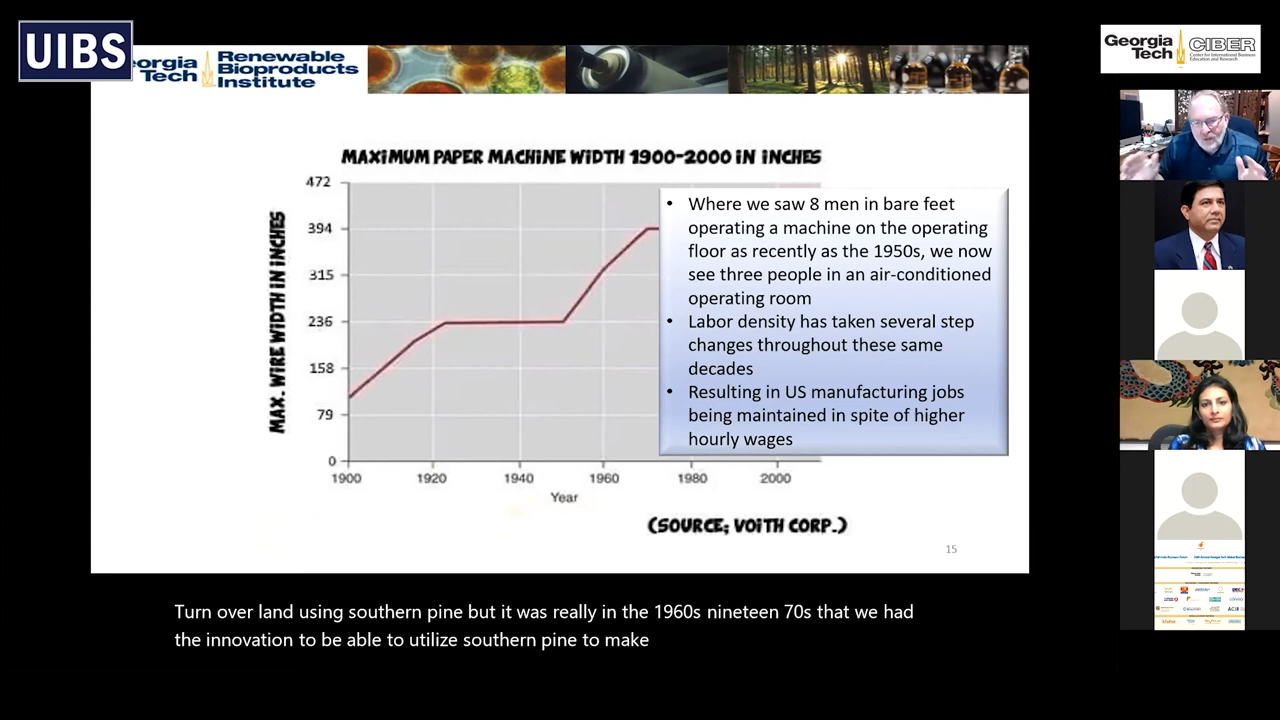 UIBS
orgia
Tech
Renewable
Bioproducts
Institute
Georgia
Tech
CIBER
Center for International Business
Education and Research
MAXIMUM PAPER MACHINE WIDTH 1900-2000 IN INCHES
MAX. WIRE WIDTH IN INCHES
472
394
315
236
158
79
0
1900
1920
1940
1960
1980
2000
Year
• Where we saw 8 men in bare feet
operating a machine on the operating
floor as recently as the 1950s, we now
see three people in an air-conditioned
operating room
• Labor density has taken several step
changes throughout these same
decades
• Resulting in US manufacturing jobs
being maintained in spite of higher
hourly wages
(SOURCE; VOITH CORP.)
15
Turn over land using southern pine but it was really in the 1960s nineteen 70s that we had
the innovation to be able to utilize southern pine to make